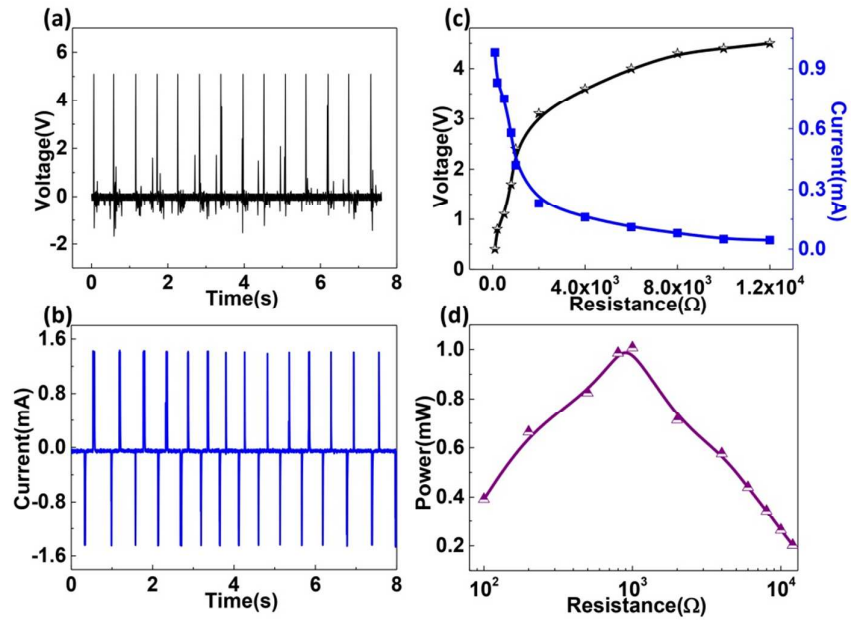 (a)
6
4
2
0
-2
Voltage(V)
0 2 4 6 8
Time(s)
(c)
4
3
2
1
0
Voltage(V)
0.9
0.6
0.3
0.0
Current(mA)
0.0 4.0x10³ 8.0x10³ 1.2x10⁴
Resistance(Ω)
(b)
1.6
0.8
0.0
-0.8
-1.6
Current(mA)
0 2 4 6 8
Time(s)
(d)
1.0
0.8
0.6
0.4
0.2
Power(mW)
10² 10³ 10⁴
Resistance(Ω)